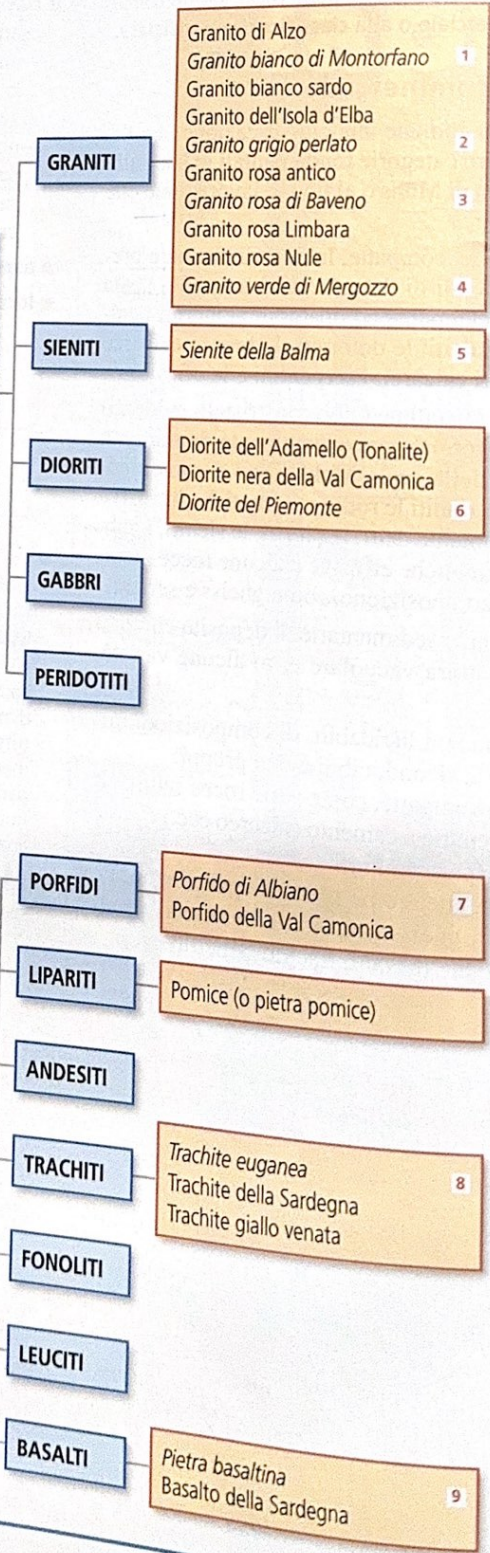 GRANITI
Granito di Alzo
Granito bianco di Montorfano 1
Granito bianco sardo
Granito dell'Isola d'Elba
Granito grigio perlato 2
Granito rosa antico
Granito rosa di Baveno 3
Granito rosa Limbara
Granito rosa Nule
Granito verde di Mergozzo 4
SIENITI
Sienite della Balma 5
DIORITI
Diorite dell'Adamello (Tonalite)
Diorite nera della Val Camonica
Diorite del Piemonte 6
GABBRI
PERIDOTITI
PORFIDI
Porfido di Albiano 7
Porfido della Val Camonica
LIPARITI
Pomice (o pietra pomice)
ANDESITI
TRACHITI
Trachite euganea 8
Trachite della Sardegna
Trachite giallo venata
FONOLITI
LEUCITI
BASALTI
Pietra basaltina 9
Basalto della Sardegna